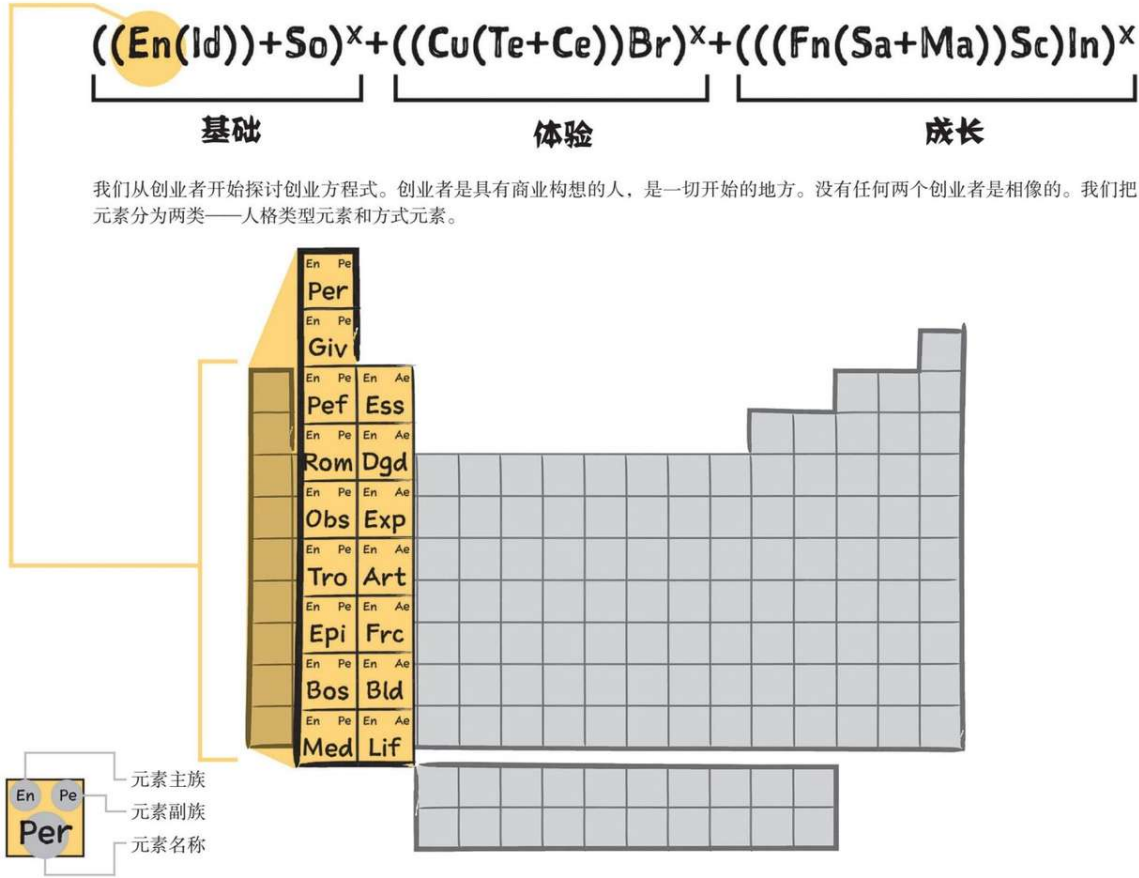 ((En(Id))+So)ˣ+((Cu(Te+Ce))Br)ˣ+(((Fn(Sa+Ma))Sc)In)ˣ
基础 体验 成长
我们从创业者开始探讨创业方程式。创业者是具有商业构想的人，是一切开始的地方。没有任何两个创业者是相像的。我们把
元素分为两类——人格类型元素和方式元素。
En Pe
Per
En Pe
Giv
En Pe En Ae
Pef Ess
En Pe En Ae
Rom Dgd
En Pe En Ae
Obs Exp
En Pe En Ae
Tro Art
En Pe En Ae
Epi Frc
En Pe En Ae
Bos Bld
En Pe En Ae
Med Lif
元素主族
En Pe
元素副族
Per
元素名称